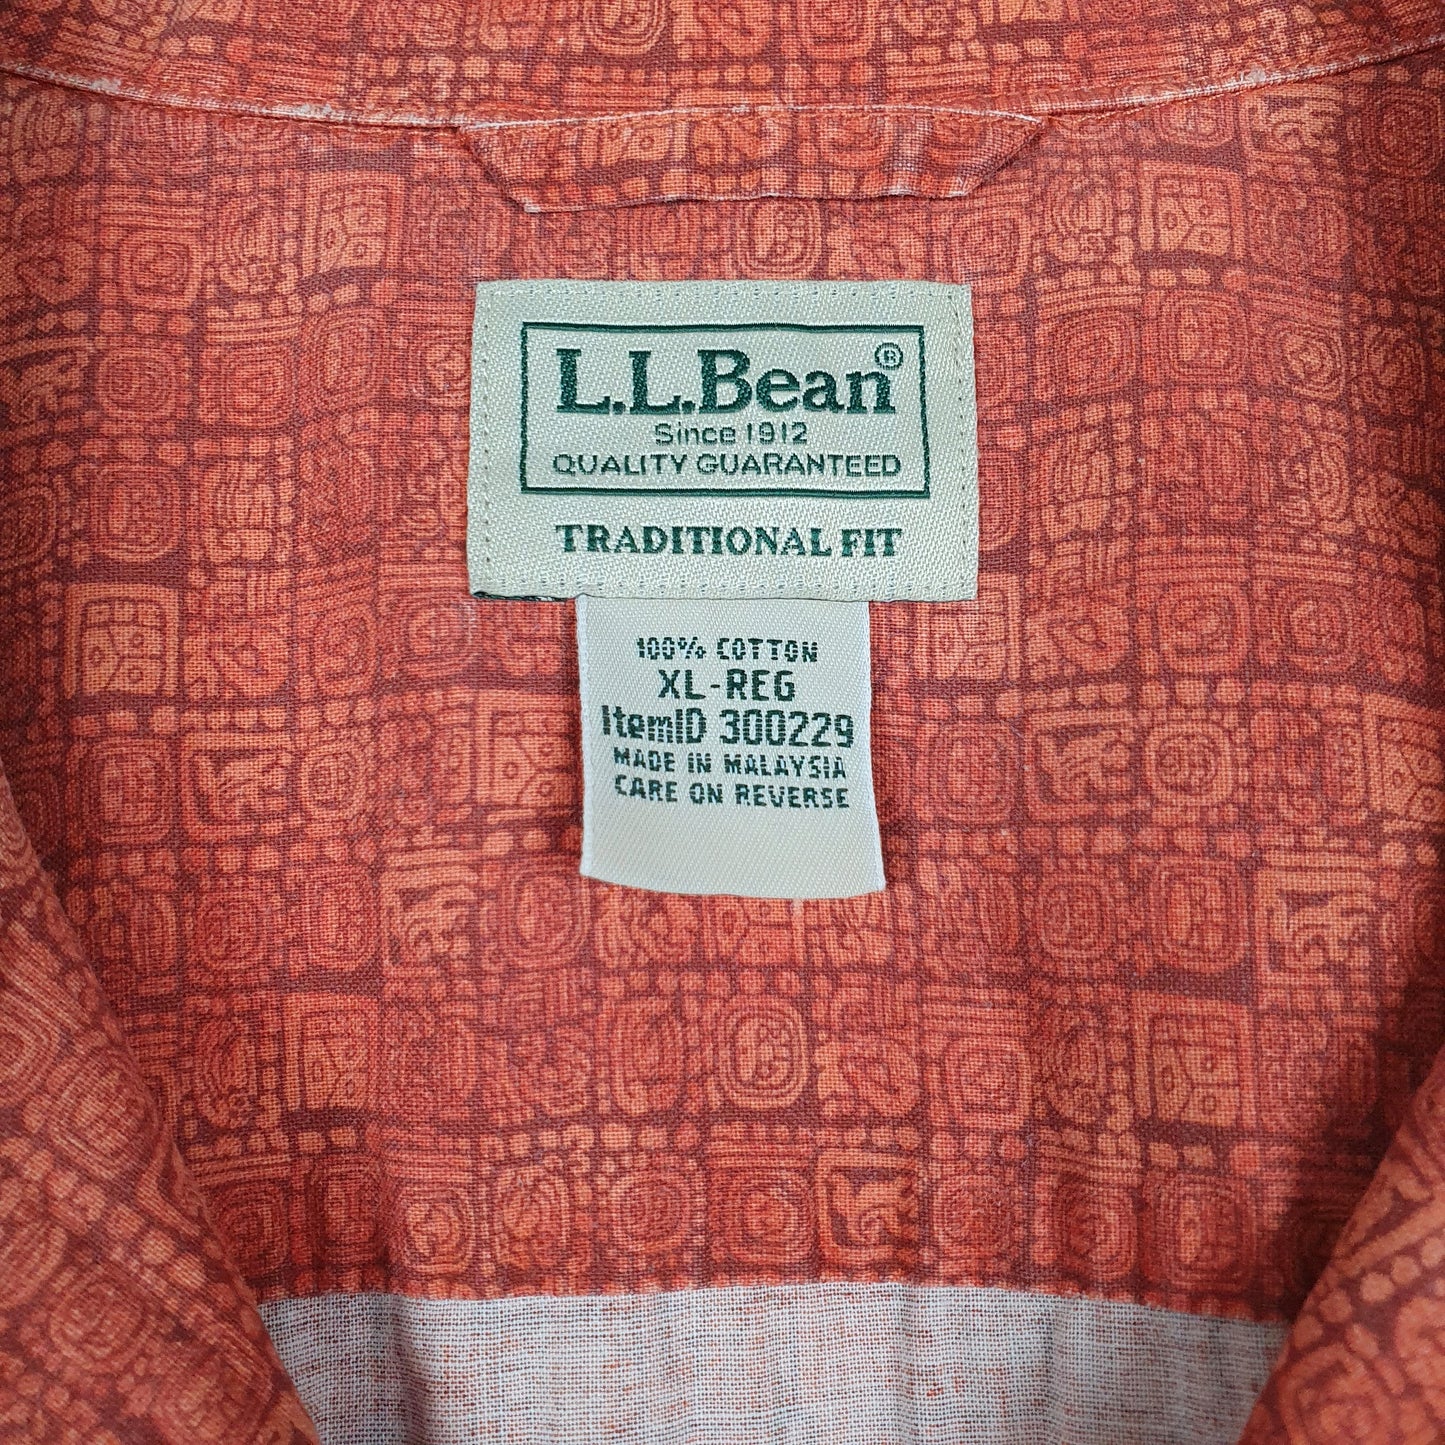 L.L.Bean®
Since 1912
QUALITY GUARANTEED
TRADITIONAL FIT
100% COTTON
XL-REG
ItemID 300229
MADE IN MALAYSIA
CARE ON REVERSE